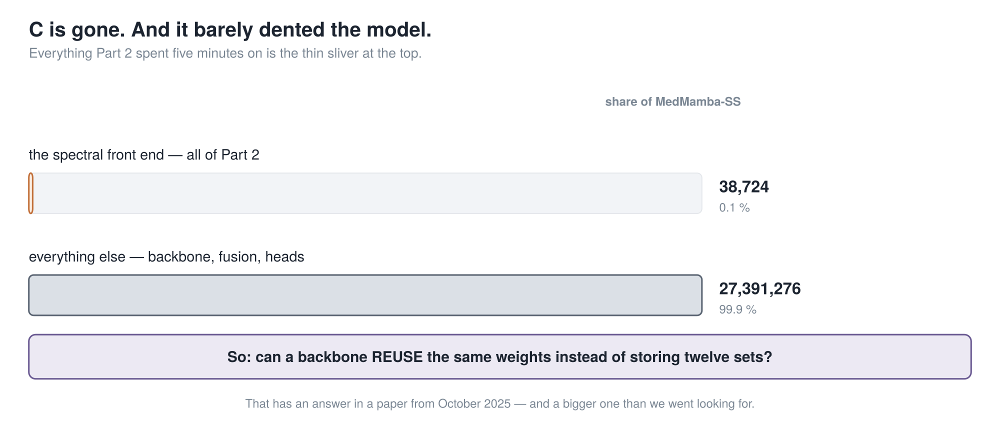 C is gone. And it barely dented the model.
Everything Part 2 spent five minutes on is the thin sliver at the top.
share of MedMamba-SS
the spectral front end — all of Part 2
38,724
0.1 %
everything else — backbone, fusion, heads
27,391,276
99.9 %
So: can a backbone REUSE the same weights instead of storing twelve sets?
That has an answer in a paper from October 2025 — and a bigger one than we went looking for.